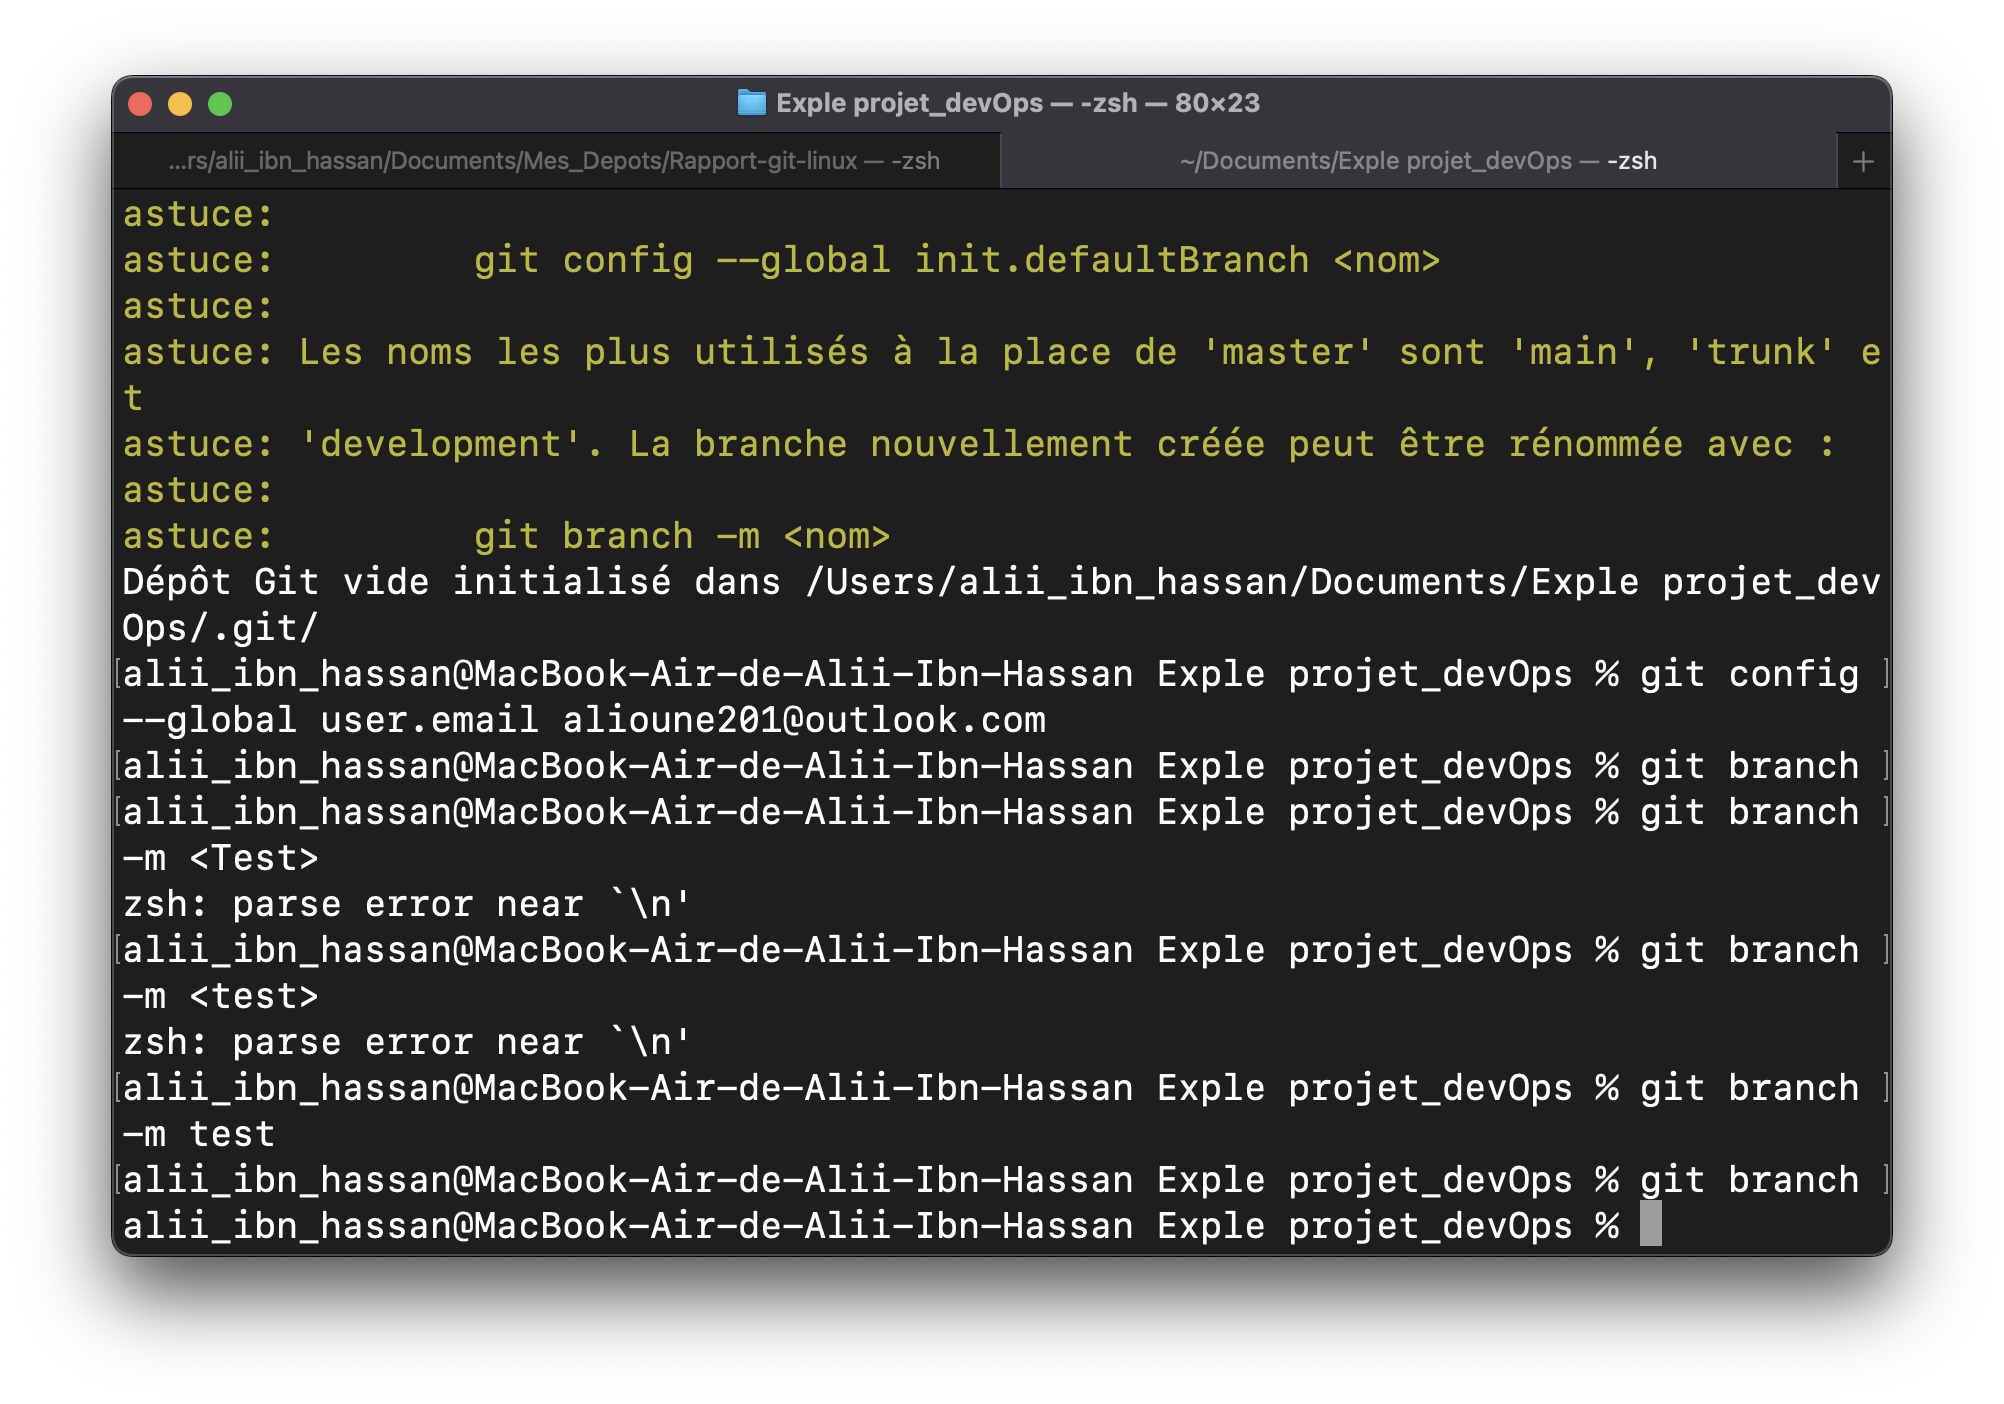 Exple projet_devOps — -zsh — 80×23
...rs/alii_ibn_hassan/Documents/Mes_Depots/Rapport-git-linux — -zsh
~/Documents/Exple projet_devOps — -zsh
+
astuce:
astuce:         git config --global init.defaultBranch <nom>
astuce:
astuce: Les noms les plus utilisés à la place de 'master' sont 'main', 'trunk' e
t
astuce: 'development'. La branche nouvellement créée peut être rénommée avec :
astuce:
astuce:         git branch -m <nom>
Dépôt Git vide initialisé dans /Users/alii_ibn_hassan/Documents/Exple projet_dev
Ops/.git/
[alii_ibn_hassan@MacBook-Air-de-Alii-Ibn-Hassan Exple projet_devOps % git config ]
--global user.email alioune201@outlook.com
[alii_ibn_hassan@MacBook-Air-de-Alii-Ibn-Hassan Exple projet_devOps % git branch ]
[alii_ibn_hassan@MacBook-Air-de-Alii-Ibn-Hassan Exple projet_devOps % git branch ]
-m <Test>
zsh: parse error near `\n'
[alii_ibn_hassan@MacBook-Air-de-Alii-Ibn-Hassan Exple projet_devOps % git branch ]
-m <test>
zsh: parse error near `\n'
[alii_ibn_hassan@MacBook-Air-de-Alii-Ibn-Hassan Exple projet_devOps % git branch ]
-m test
[alii_ibn_hassan@MacBook-Air-de-Alii-Ibn-Hassan Exple projet_devOps % git branch ]
alii_ibn_hassan@MacBook-Air-de-Alii-Ibn-Hassan Exple projet_devOps %